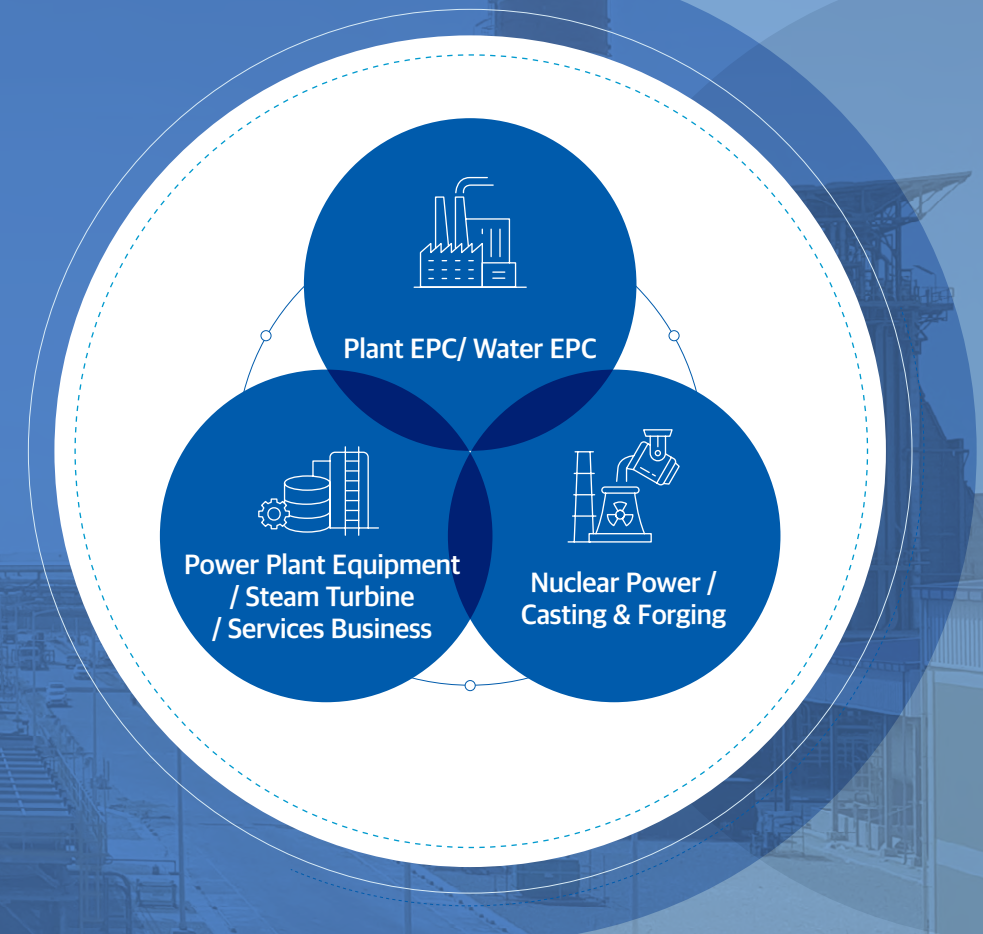 Plant EPC/ Water EPC
Power Plant Equipment
/ Steam Turbine
/ Services Business
Nuclear Power /
Casting & Forging